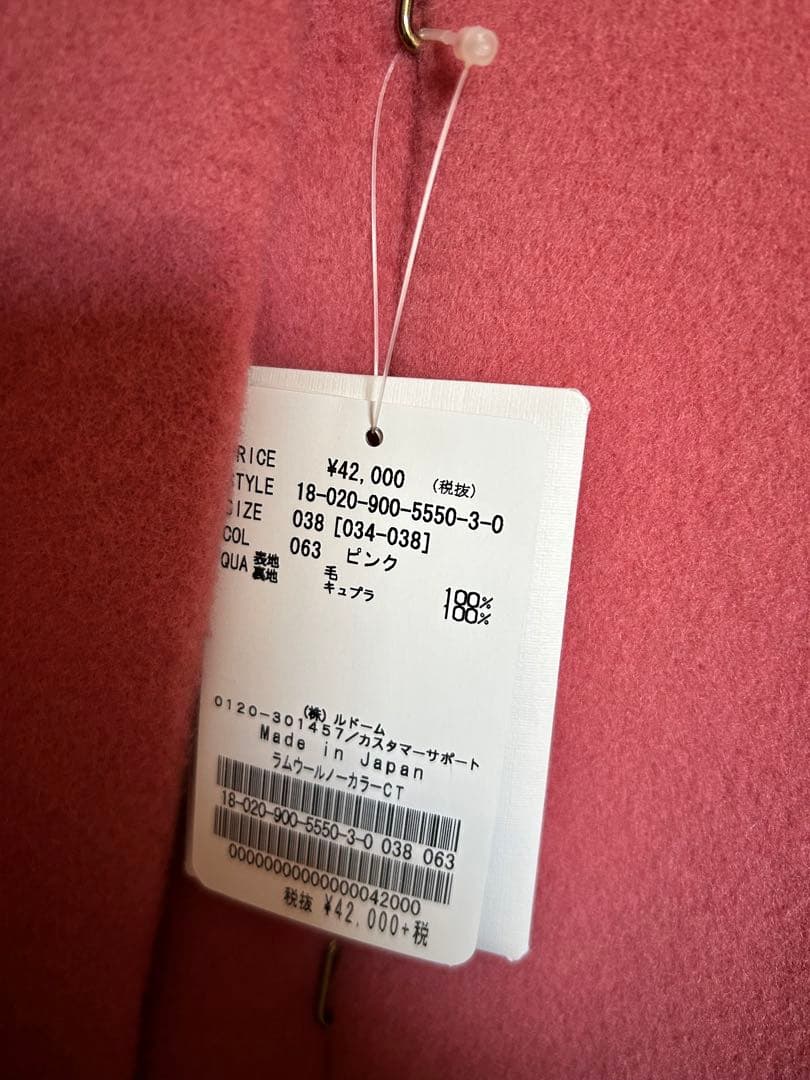 RICE ¥42,000 (税抜)
TYLE 18-020-900-5550-3-0
SIZE 038 [034-038]
COL 063 ピンク
QUA 表地 毛 100%
裏地 キュプラ 100%
(株)ルドーム
0120-301457/カスタマーサポート
Made in Japan
ラムウールノーカラーCT
18-020-900-5550-3-0 038 063
0000000000000042000
税抜 ¥42,000+税